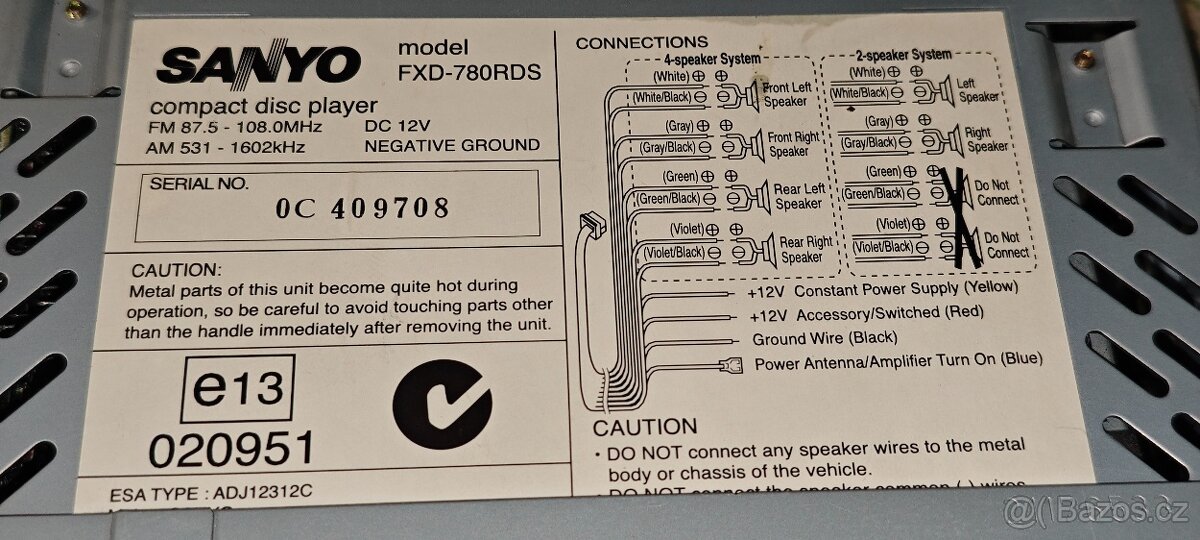 SANYO
model
FXD-780RDS
compact disc player
FM 87.5 - 108.0MHz DC 12V
AM 531 - 1602kHz NEGATIVE GROUND
SERIAL NO.
0C 409708
CAUTION:
Metal parts of this unit become quite hot during
operation, so be careful to avoid touching parts other
than the handle immediately after removing the unit.
e13
020951
ESA TYPE : ADJ12312C
CONNECTIONS
4-speaker System
(White) ⊕ ⊕
(White/Black) ⊖ ⊖
Front Left
Speaker
(Gray) ⊕ ⊕
(Gray/Black) ⊖ ⊖
Front Right
Speaker
(Green) ⊕ ⊕
(Green/Black) ⊖ ⊖
Rear Left
Speaker
(Violet) ⊕ ⊕
(Violet/Black) ⊖ ⊖
Rear Right
Speaker
2-speaker System
(White) ⊕ ⊕
(White/Black) ⊖ ⊖
Left
Speaker
(Gray) ⊕ ⊕
(Gray/Black) ⊖ ⊖
Right
Speaker
(Green) ⊕ ⊕
(Green/Black) ⊖ ⊖
Do Not
Connect
(Violet) ⊕ ⊕
(Violet/Black) ⊖ ⊖
Do Not
Connect
+12V Constant Power Supply (Yellow)
+12V Accessory/Switched (Red)
Ground Wire (Black)
Power Antenna/Amplifier Turn On (Blue)
CAUTION
· DO NOT connect any speaker wires to the metal
body or chassis of the vehicle.
· DO NOT connect the speaker common (-) wires
Bazos.cz